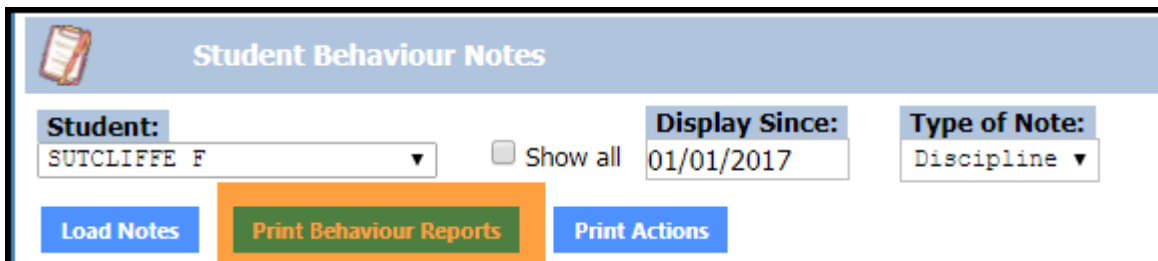 Student Behaviour Notes
Student: Display Since: Type of Note:
SUTCLIFFE F Show all 01/01/2017 Discipline
Load Notes Print Behaviour Reports Print Actions